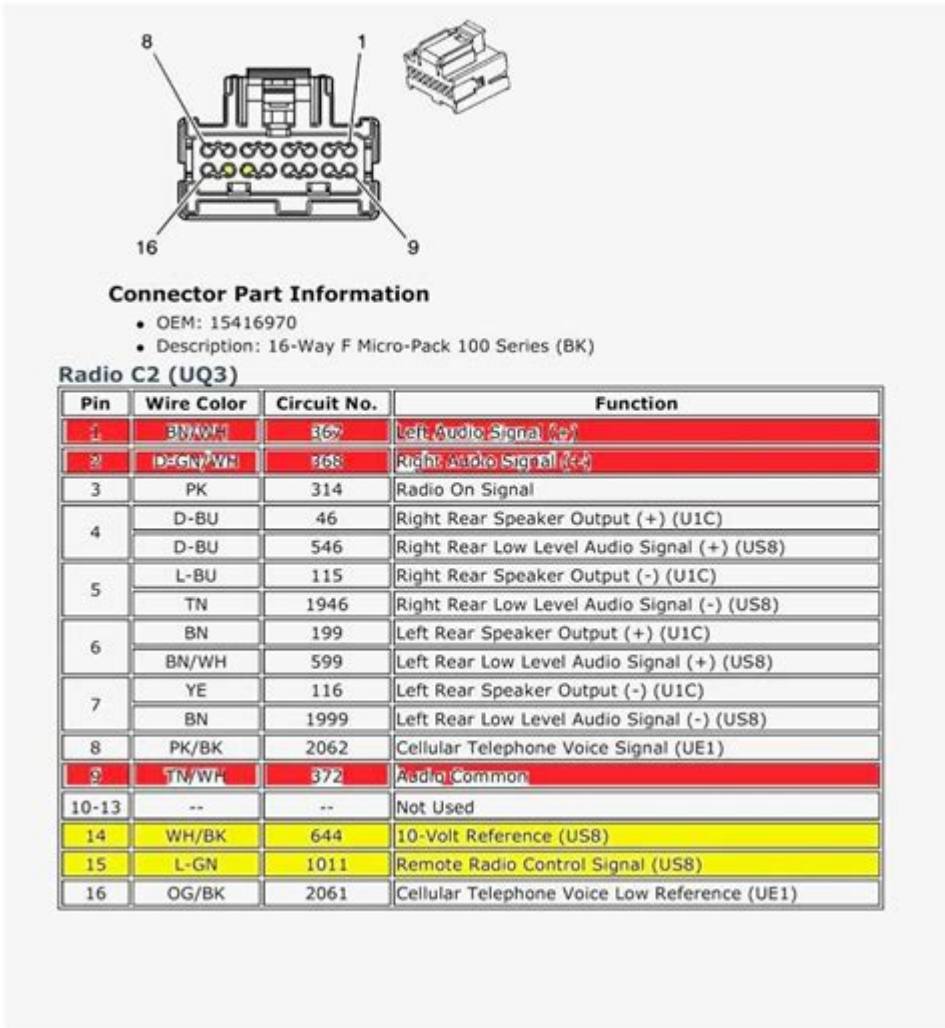 8 1
16 9
Connector Part Information
• OEM: 15416970
• Description: 16-Way F Micro-Pack 100 Series (BK)
Radio C2 (UQ3)
Pin Wire Color Circuit No. Function
1 BN/WH 367 Left Audio Signal (+)
2 D-GN/WH 368 Right Audio Signal (+)
3 PK 314 Radio On Signal
4 D-BU 46 Right Rear Speaker Output (+) (U1C)
D-BU 546 Right Rear Low Level Audio Signal (+) (US8)
5 L-BU 115 Right Rear Speaker Output (-) (U1C)
TN 1946 Right Rear Low Level Audio Signal (-) (US8)
6 BN 199 Left Rear Speaker Output (+) (U1C)
BN/WH 599 Left Rear Low Level Audio Signal (+) (US8)
7 YE 116 Left Rear Speaker Output (-) (U1C)
BN 1999 Left Rear Low Level Audio Signal (-) (US8)
8 PK/BK 2062 Cellular Telephone Voice Signal (UE1)
9 TN/WH 372 Audio Common
10-13 -- -- Not Used
14 WH/BK 644 10-Volt Reference (US8)
15 L-GN 1011 Remote Radio Control Signal (US8)
16 OG/BK 2061 Cellular Telephone Voice Low Reference (UE1)